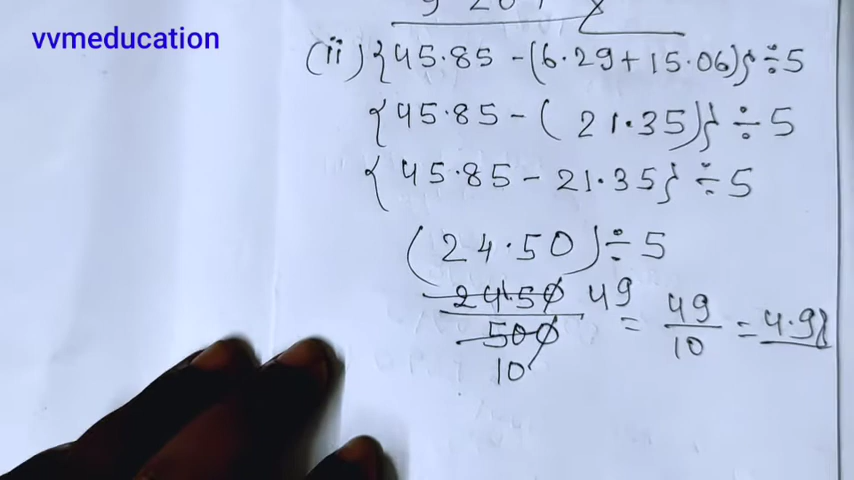 vvmeducation
(ii) {45.85 - (6.29 + 15.06)} ÷ 5
{45.85 - ( 21.35)} ÷ 5
{ 45.85 - 21.35} ÷ 5
( 24.50 ) ÷ 5
2450 49
500
10
= 49/10 = 4.9